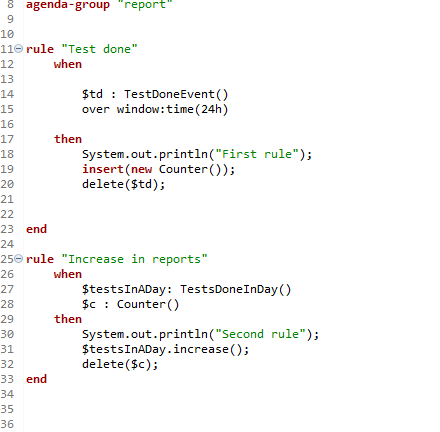 8 agenda-group "report"
9
10
11 rule "Test done"
12 when
13
14 $td : TestDoneEvent()
15 over window:time(24h)
16
17 then
18 System.out.println("First rule");
19 insert(new Counter());
20 delete($td);
21
22
23 end
24
25 rule "Increase in reports"
26 when
27 $testsInADay: TestsDoneInDay()
28 $c : Counter()
29 then
30 System.out.println("Second rule");
31 $testsInADay.increase();
32 delete($c);
33 end
34
35
36